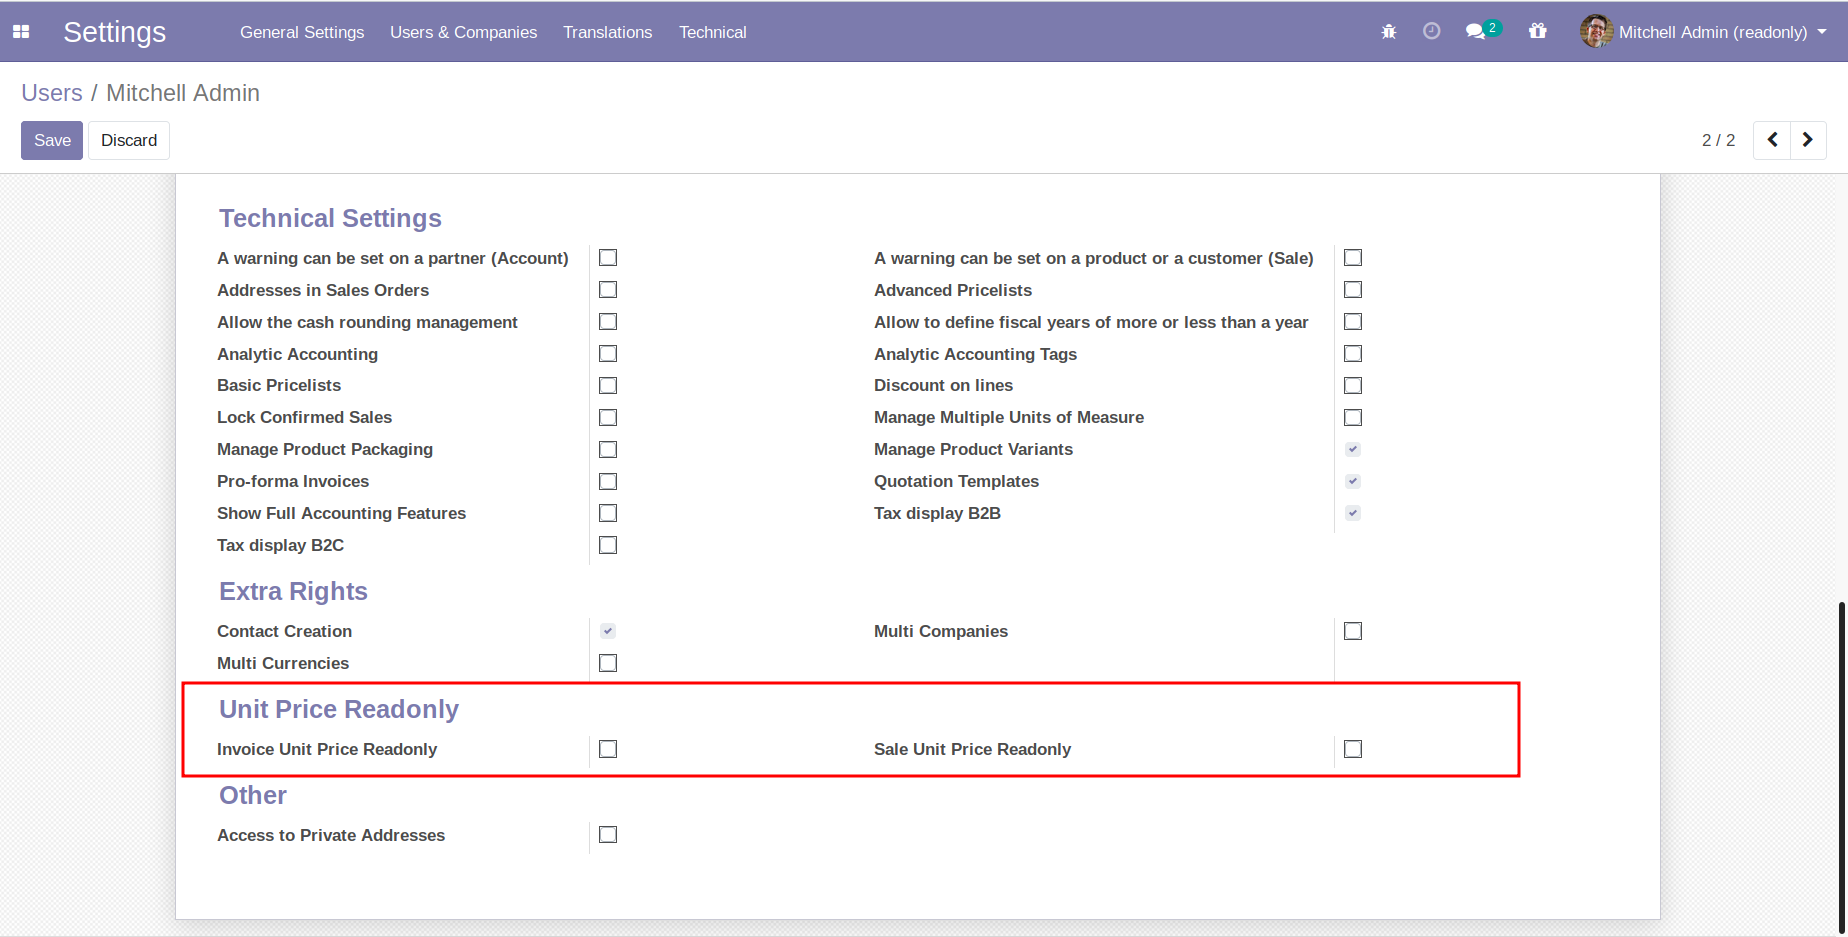 Settings General Settings Users & Companies Translations Technical 2 Mitchell Admin (readonly)
Users / Mitchell Admin
Save Discard 2 / 2
Technical Settings
A warning can be set on a partner (Account) A warning can be set on a product or a customer (Sale)
Addresses in Sales Orders Advanced Pricelists
Allow the cash rounding management Allow to define fiscal years of more or less than a year
Analytic Accounting Analytic Accounting Tags
Basic Pricelists Discount on lines
Lock Confirmed Sales Manage Multiple Units of Measure
Manage Product Packaging Manage Product Variants
Pro-forma Invoices Quotation Templates
Show Full Accounting Features Tax display B2B
Tax display B2C
Extra Rights
Contact Creation Multi Companies
Multi Currencies
Unit Price Readonly
Invoice Unit Price Readonly Sale Unit Price Readonly
Other
Access to Private Addresses